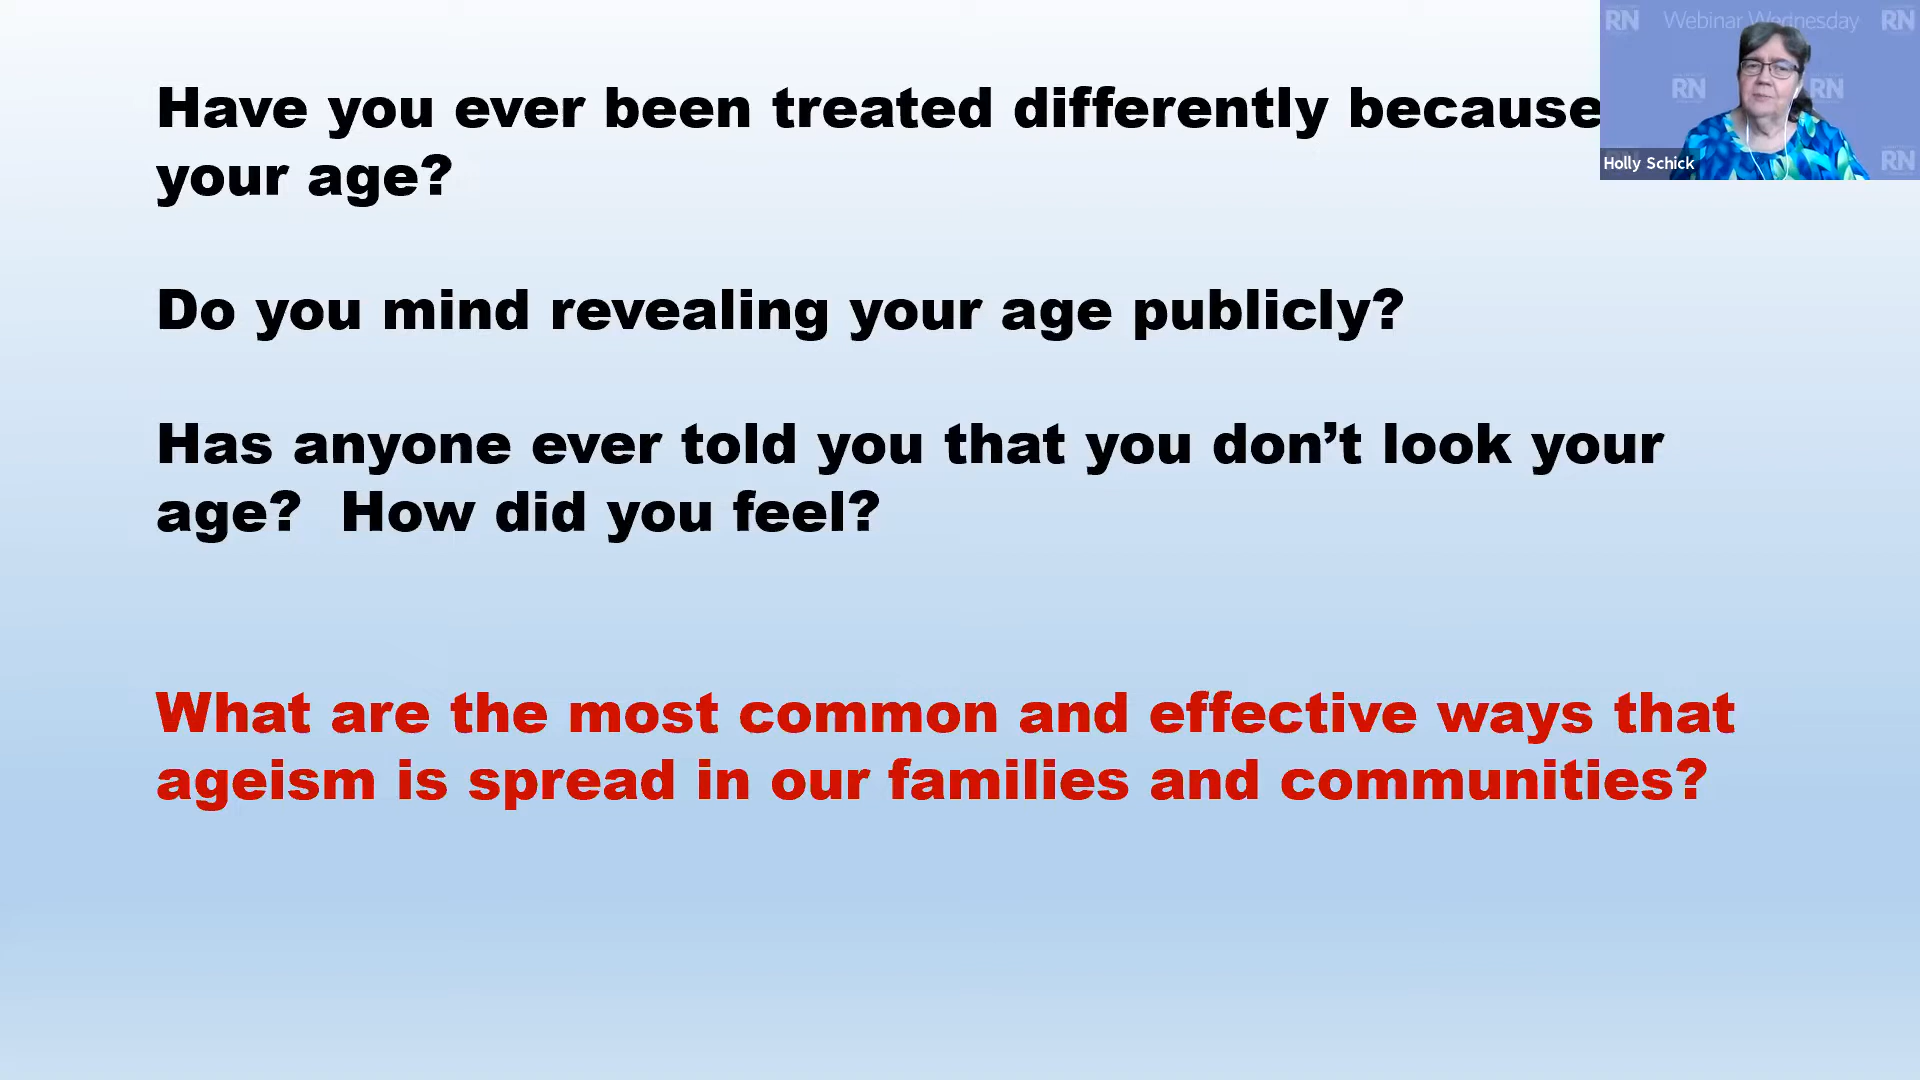 Have you ever been treated differently because
your age?
Do you mind revealing your age publicly?
Has anyone ever told you that you don’t look your
age?  How did you feel?
What are the most common and effective ways that
ageism is spread in our families and communities?
RN Webinar Wednesday RN
RN RN
Holly Schick
RN